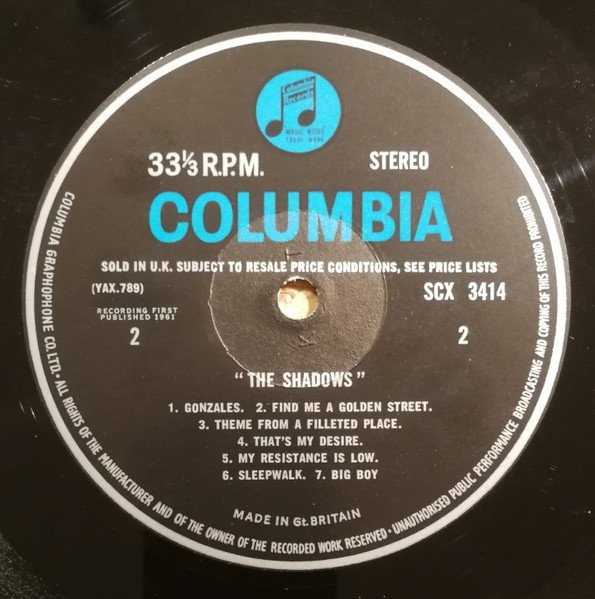 Columbia
Records
MAGIC NOTES
TRADE MARK
33⅓ R.P.M.
STEREO
COLUMBIA
SOLD IN U.K. SUBJECT TO RESALE PRICE CONDITIONS, SEE PRICE LISTS
(YAX.789)
SCX 3414
RECORDING FIRST
PUBLISHED 1961
2
2
T
K
K
"THE SHADOWS"
1. GONZALES. 2. FIND ME A GOLDEN STREET.
3. THEME FROM A FILLETED PLACE.
4. THAT'S MY DESIRE.
5. MY RESISTANCE IS LOW.
6. SLEEPWALK. 7. BIG BOY
MADE IN Gt. BRITAIN
COLUMBIA GRAPHOPHONE CO. LTD. • ALL RIGHTS OF THE MANUFACTURER AND OF THE OWNER OF THE RECORDED WORK RESERVED • UNAUTHORISED PUBLIC PERFORMANCE BROADCASTING AND COPYING OF THIS RECORD PROHIBITED